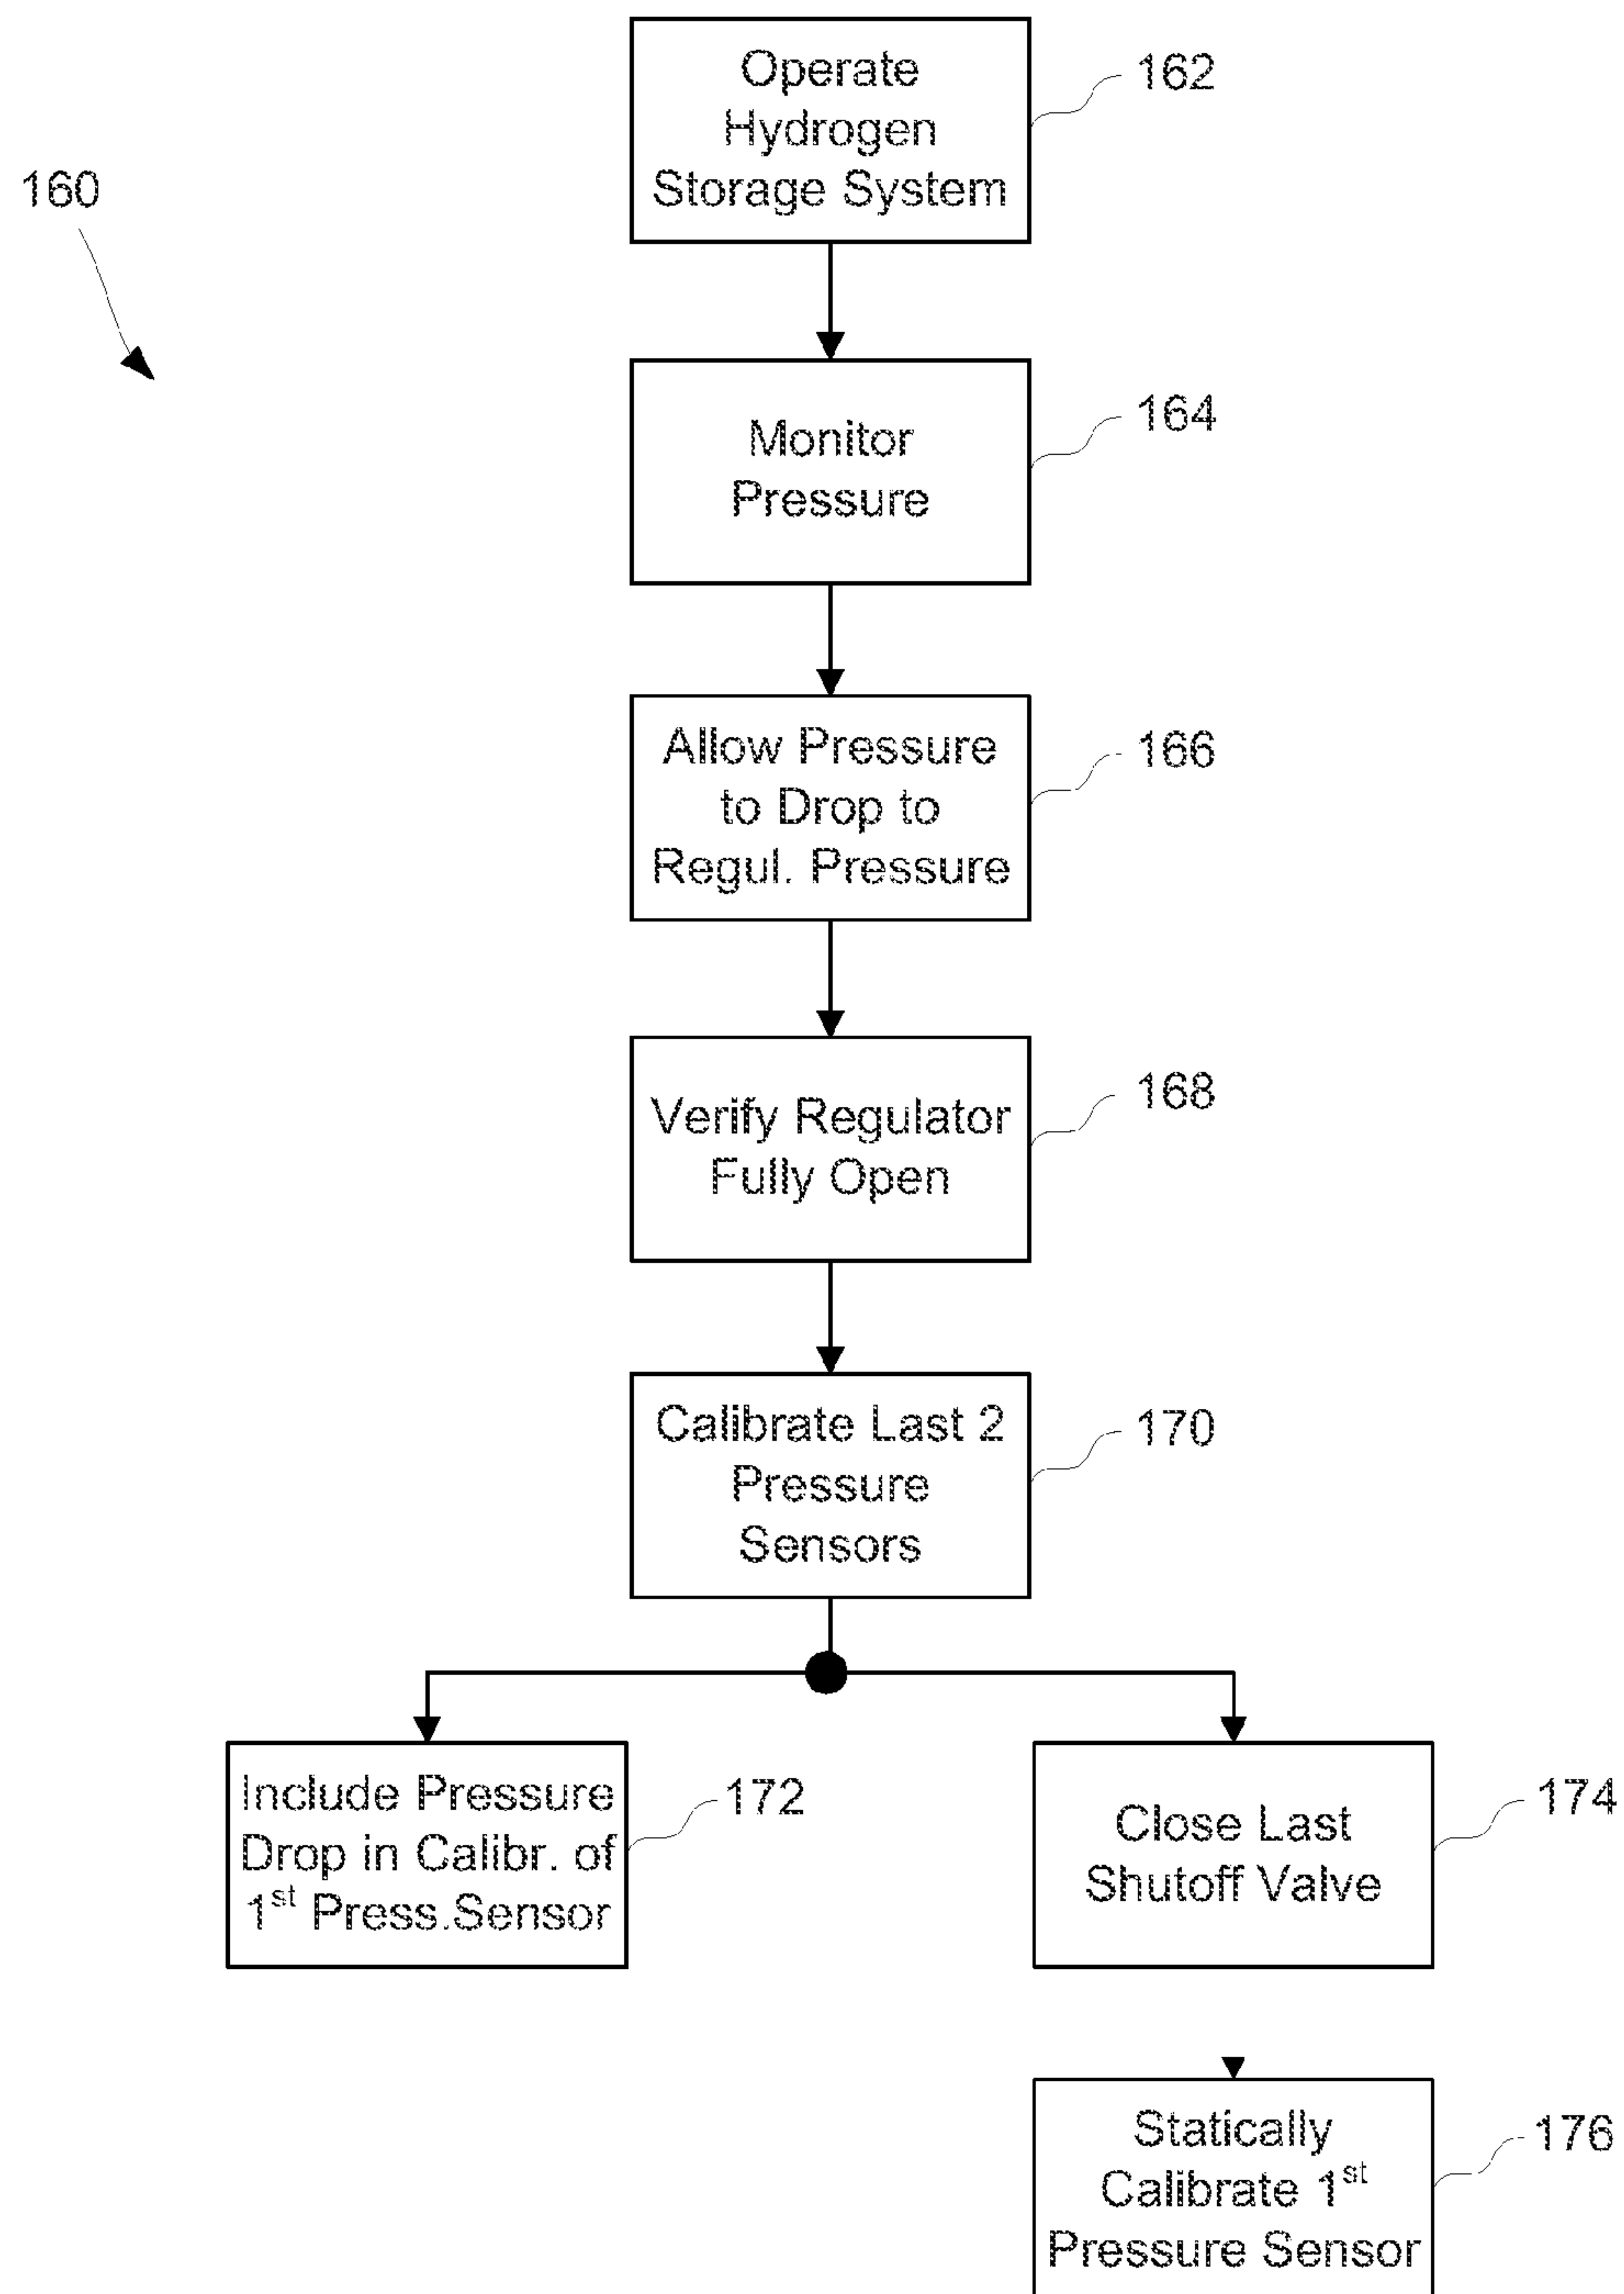 Operate
Hydrogen
Storage System
162
160
Monitor
Pressure
164
Allow Pressure
to Drop to
Regul. Pressure
166
Verify Regulator
Fully Open
168
Calibrate Last 2
Pressure
Sensors
170
Include Pressure
Drop in Calibr. of
1st Press.Sensor
172
Close Last
Shutoff Valve
174
Statically
Calibrate 1st
Pressure Sensor
176